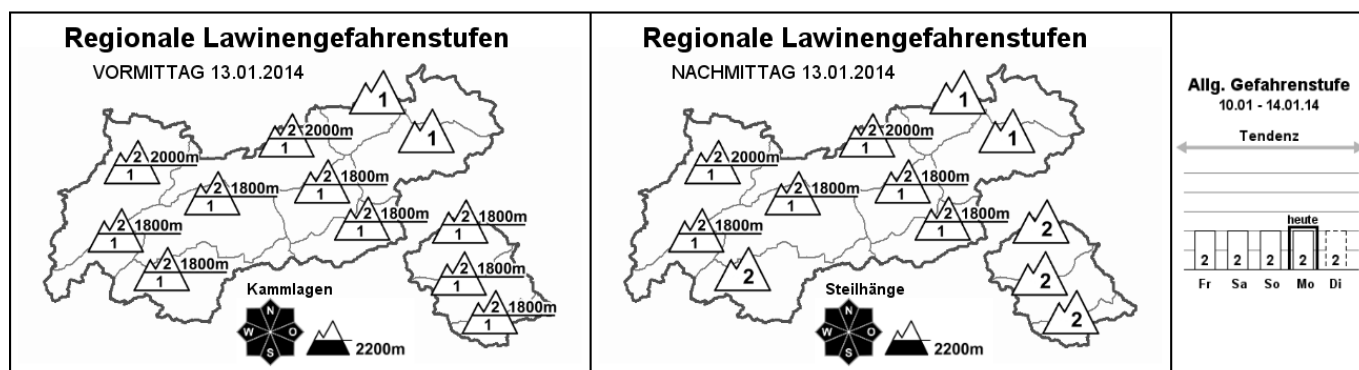 Regionale Lawinengefahrenstufen
VORMITTAG 13.01.2014
1
1
2 2000m
1
2 2000m
1
2 1800m
1
2 1800m
1
2 1800m
1
2 1800m
1
2 1800m
1
2 1800m
1
2 1800m
1
2 1800m
1
Kammlagen
N
W O
S
2200m
Regionale Lawinengefahrenstufen
NACHMITTAG 13.01.2014
1
1
2 2000m
1
2 2000m
1
2 1800m
1
2 1800m
1
2 1800m
1
2 1800m
1
2
2
2
2
Steilhänge
N
W O
S
2200m
Allg. Gefahrenstufe
10.01 - 14.01.14
Tendenz
heute
2 2 2 2 2
Fr Sa So Mo Di